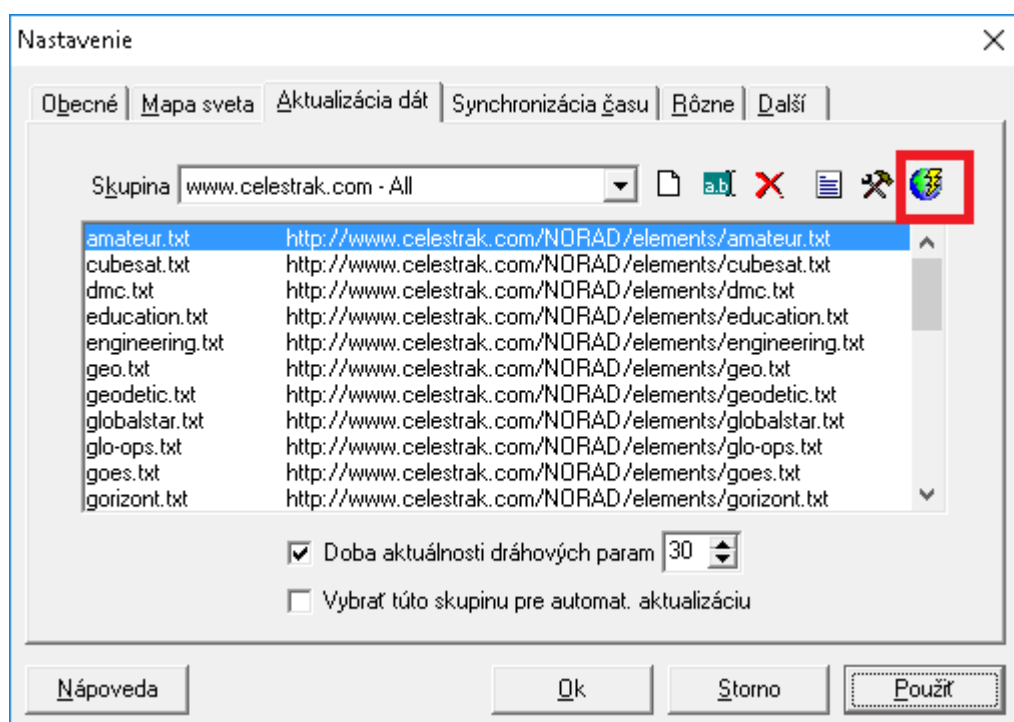 Nastavenie
Obecné Mapa sveta Aktualizácia dát Synchronizácia času Rôzne Další
Skupina www.celestrak.com - All a.b
amateur.txt http://www.celestrak.com/NORAD/elements/amateur.txt
cubesat.txt http://www.celestrak.com/NORAD/elements/cubesat.txt
dmc.txt http://www.celestrak.com/NORAD/elements/dmc.txt
education.txt http://www.celestrak.com/NORAD/elements/education.txt
engineering.txt http://www.celestrak.com/NORAD/elements/engineering.txt
geo.txt http://www.celestrak.com/NORAD/elements/geo.txt
geodetic.txt http://www.celestrak.com/NORAD/elements/geodetic.txt
globalstar.txt http://www.celestrak.com/NORAD/elements/globalstar.txt
glo-ops.txt http://www.celestrak.com/NORAD/elements/glo-ops.txt
goes.txt http://www.celestrak.com/NORAD/elements/goes.txt
gorizont.txt http://www.celestrak.com/NORAD/elements/gorizont.txt
Doba aktuálnosti dráhových param 30
Vybrať túto skupinu pre automat. aktualizáciu
Nápoveda Ok Storno Použiť